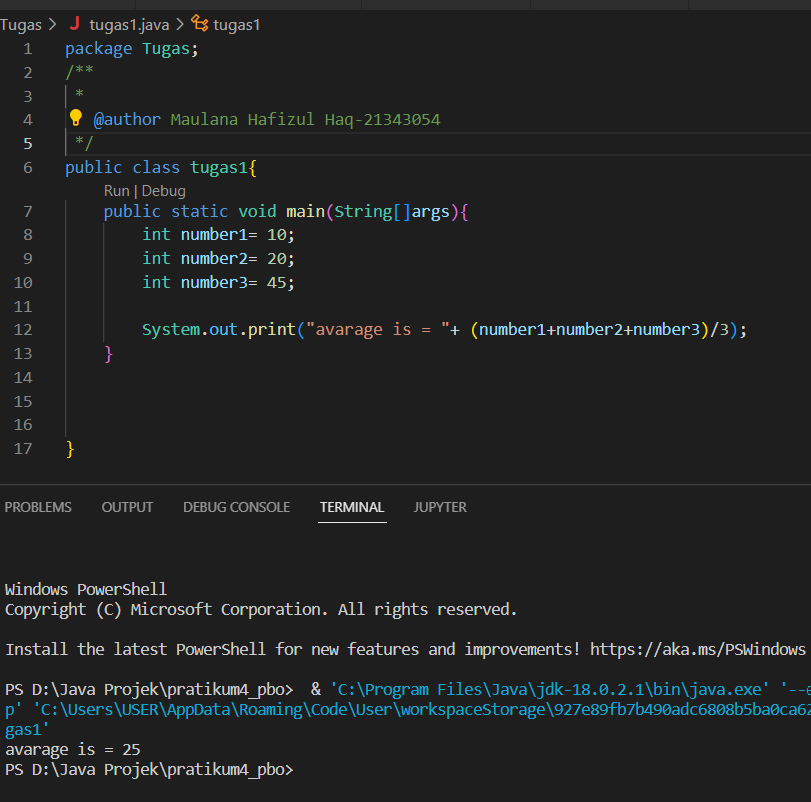 Tugas > J tugas1.java > tugas1
1 package Tugas;
2 /**
3 *
4 @author Maulana Hafizul Haq-21343054
5 */
6 public class tugas1{
Run | Debug
7 public static void main(String[]args){
8 int number1= 10;
9 int number2= 20;
10 int number3= 45;
11
12 System.out.print("avarage is = "+ (number1+number2+number3)/3);
13 }
14
15
16
17 }
PROBLEMS OUTPUT DEBUG CONSOLE TERMINAL JUPYTER
Windows PowerShell
Copyright (C) Microsoft Corporation. All rights reserved.
Install the latest PowerShell for new features and improvements! https://aka.ms/PSWindows
PS D:\Java Projek\pratikum4_pbo> & 'C:\Program Files\Java\jdk-18.0.2.1\bin\java.exe' '--e
p' 'C:\Users\USER\AppData\Roaming\Code\User\workspaceStorage\927e89fb7b490adc6808b5ba0ca62
gas1'
avarage is = 25
PS D:\Java Projek\pratikum4_pbo>